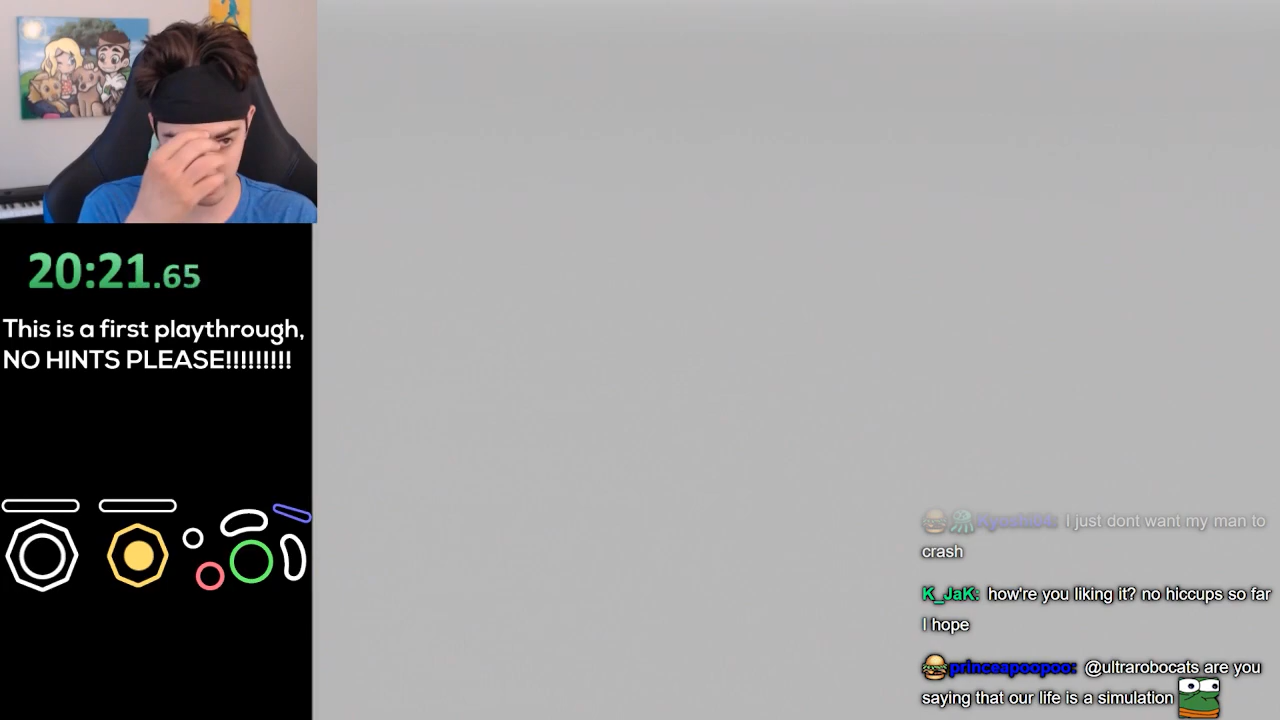 20:21.65
This is a first playthrough,
NO HINTS PLEASE!!!!!!!!!
I just dont want my man to
crash
K_JaK: how're you liking it? no hiccups so far
I hope
princeapoopoo: @ultrarobocats are you
saying that our life is a simulation